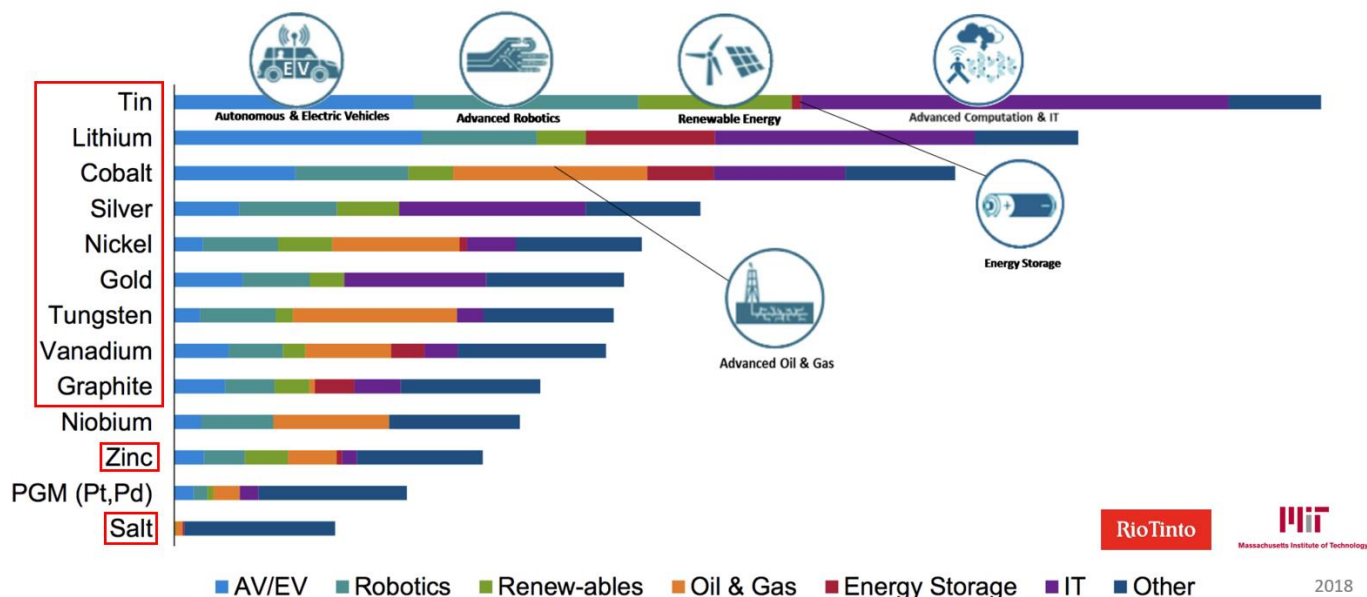 EV
Autonomous & Electric Vehicles
Advanced Robotics
Renewable Energy
Advanced Computation & IT
Tin
Lithium
Cobalt
Silver
Nickel
Gold
Tungsten
Vanadium
Graphite
Niobium
Zinc
PGM (Pt,Pd)
Salt
+ −
Energy Storage
Advanced Oil & Gas
RioTinto
MIT
Massachusetts Institute of Technology
AV/EV Robotics Renew-ables Oil & Gas Energy Storage IT Other
2018